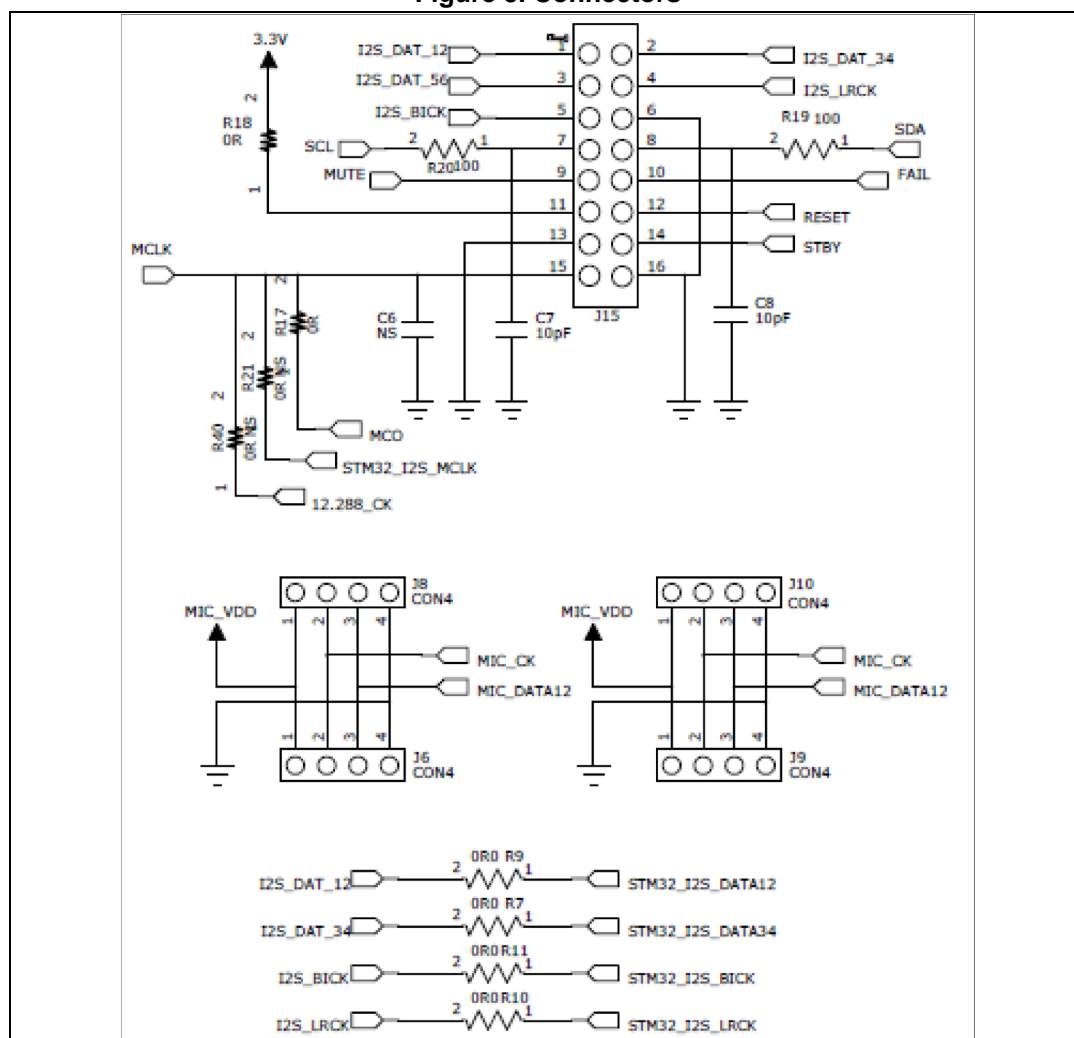 3.3V
I2S_DAT_12 1 2 I2S_DAT_34
I2S_DAT_56 3 4 I2S_LRCK
2 I2S_BICK 5 6
R18 0R
R19 100
SCL 2 1 7 8 2 1 SDA
R20 100
MUTE 9 10 FAIL
1 11 12 RESET
13 14 STBY
MCLK 15 16
J15
2 R17 0R
C6 NS
C7 10pF
C8 10pF
2 R21 0R NS
2 R40 0R NS
MCO
STM32_I2S_MCLK
1 12.288_CK
J8 CON4
J10 CON4
MIC_VDD 1 2 3 4
MIC_VDD 1 2 3 4
MIC_CK
MIC_CK
MIC_DATA12
MIC_DATA12
1 2 3 4
1 2 3 4
J6 CON4
J9 CON4
0R0 R9
I2S_DAT_12 2 1 STM32_I2S_DATA12
0R0 R7
I2S_DAT_34 2 1 STM32_I2S_DATA34
0R0 R11
I2S_BICK 2 1 STM32_I2S_BICK
0R0 R10
I2S_LRCK 2 1 STM32_I2S_LRCK